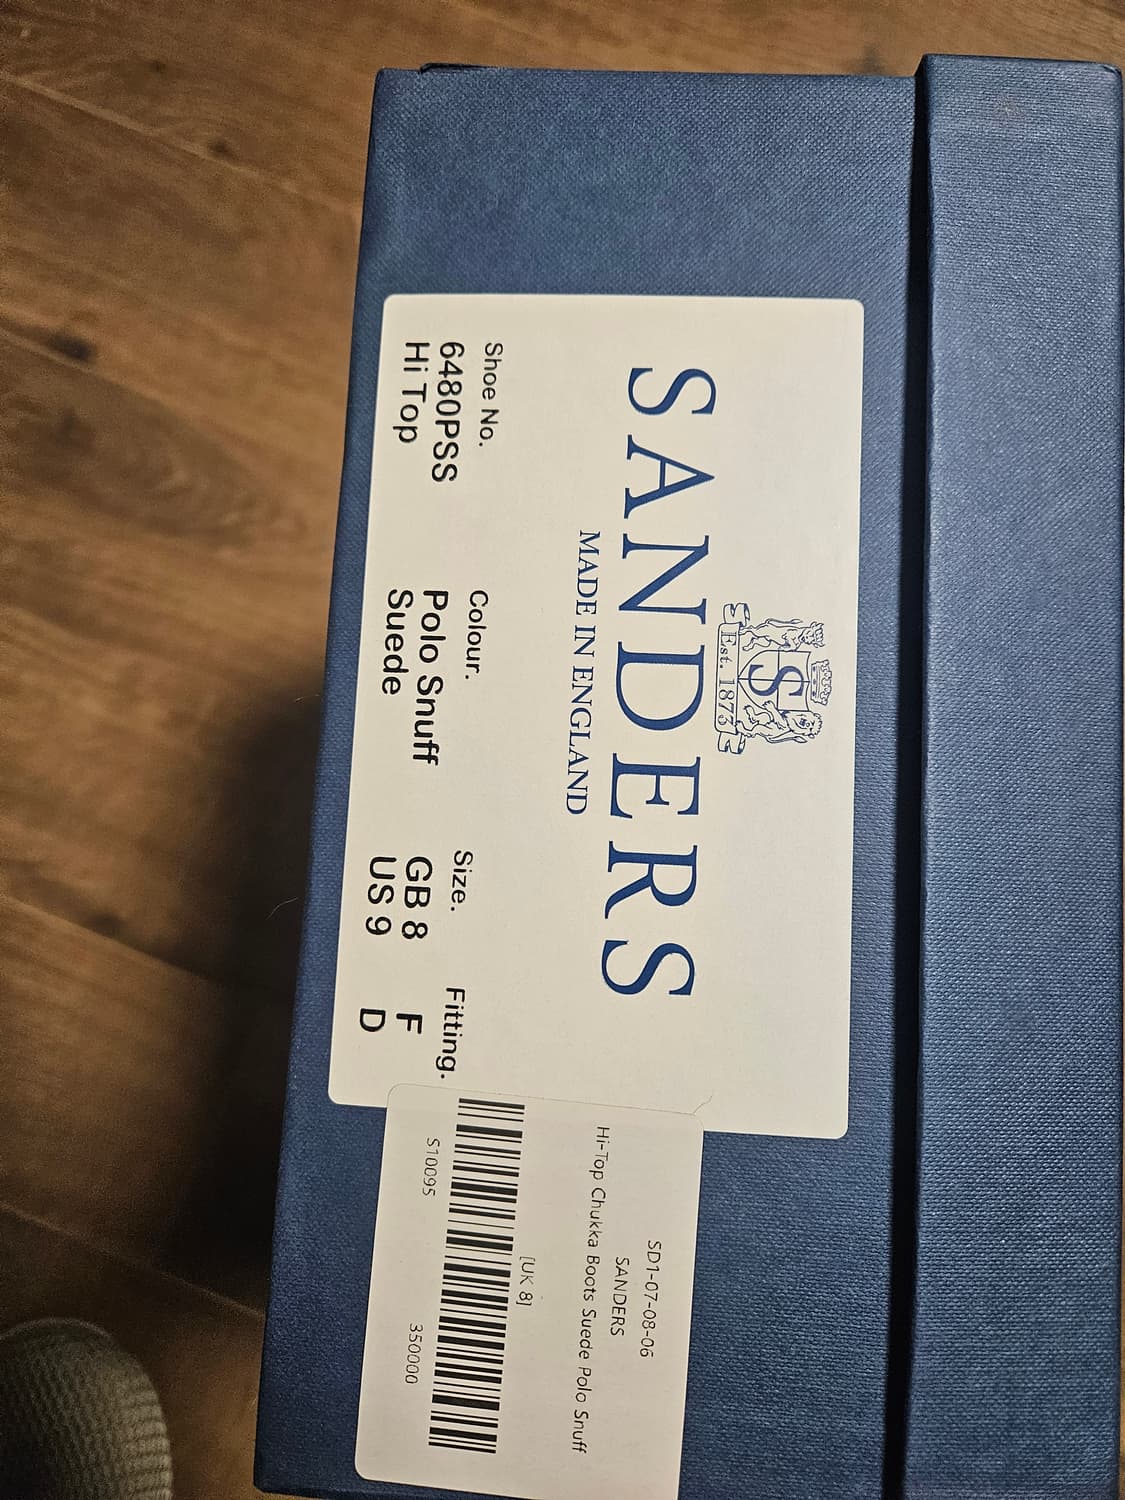 S
Est. 1873
SANDERS
MADE IN ENGLAND
Shoe No. Colour. Size. Fitting.
6480PSS Polo Snuff GB 8 F
Hi Top Suede US 9 D
SD1-07-08-06
SANDERS
Hi-Top Chukka Boots Suede Polo Snuff
[UK 8]
S10095 350000